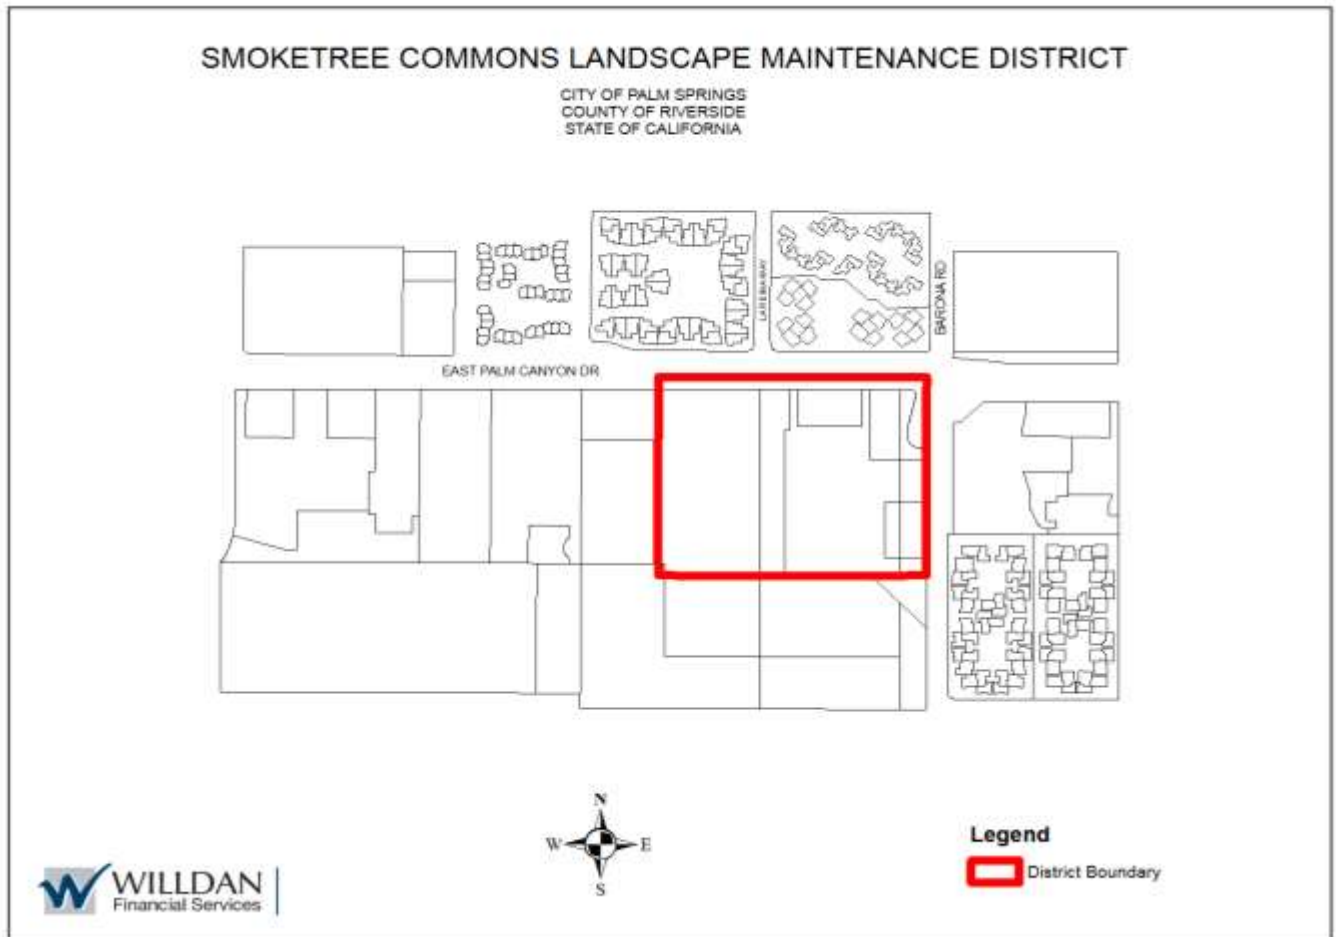 SMOKETREE COMMONS LANDSCAPE MAINTENANCE DISTRICT
CITY OF PALM SPRINGS
COUNTY OF RIVERSIDE
STATE OF CALIFORNIA
BARONA RD
EAST PALM CANYON DR
N
W
E
S
Legend
District Boundary
W WILLDAN
Financial Services